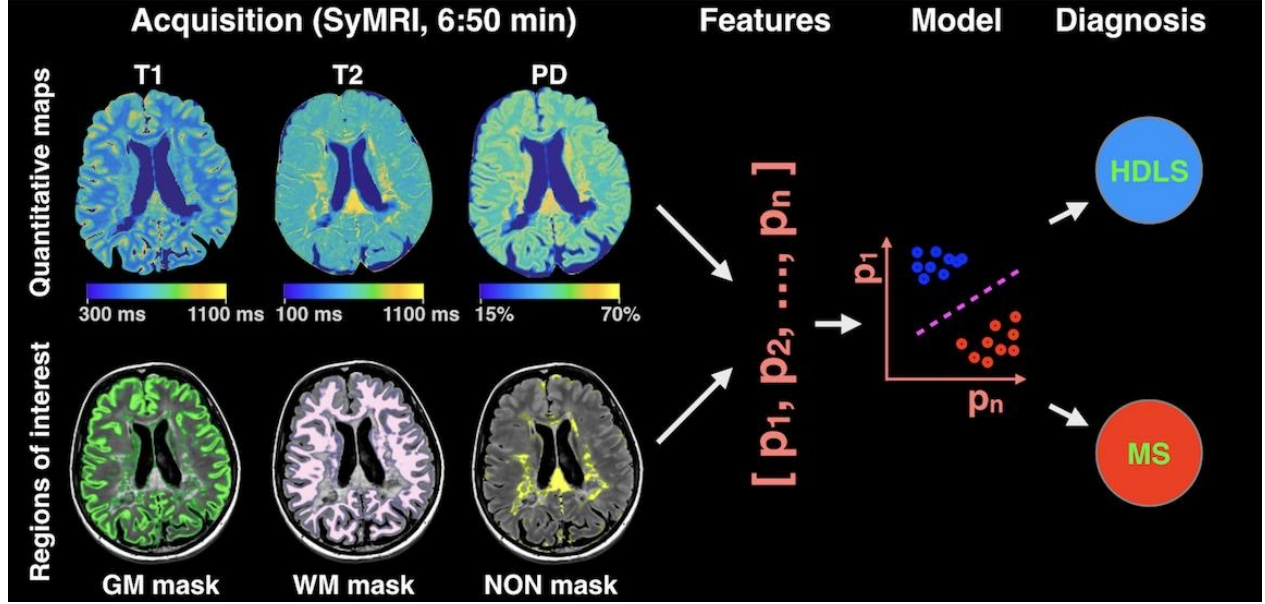 Acquisition (SyMRI, 6:50 min)
Features
Model
Diagnosis
Quantitative maps
T1
T2
PD
300 ms
1100 ms
100 ms
1100 ms
15%
70%
Regions of interest
GM mask
WM mask
NON mask
[ p1, p2, ..., pn ]
p1
pn
HDLS
MS